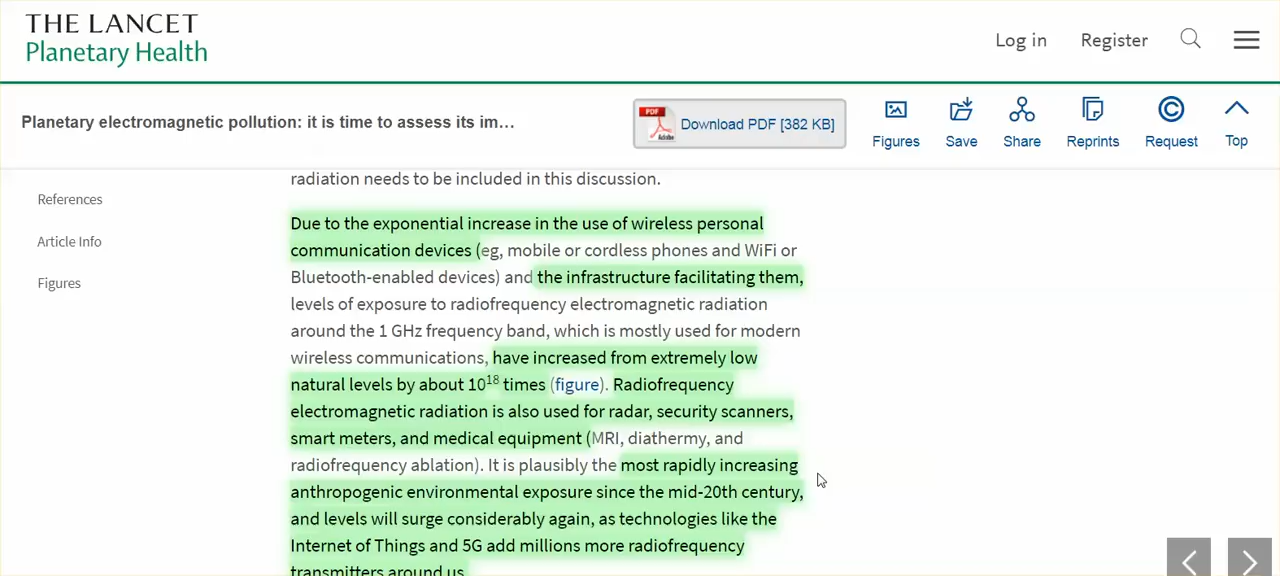 THE LANCET
Planetary Health
Log in
Register
Planetary electromagnetic pollution: it is time to assess its im...
PDF
Adobe
Download PDF [382 KB]
Figures
Save
Share
Reprints
Request
Top
References
Article Info
Figures
radiation needs to be included in this discussion.
Due to the exponential increase in the use of wireless personal
communication devices (eg, mobile or cordless phones and WiFi or
Bluetooth-enabled devices) and the infrastructure facilitating them,
levels of exposure to radiofrequency electromagnetic radiation
around the 1 GHz frequency band, which is mostly used for modern
wireless communications, have increased from extremely low
natural levels by about 10¹⁸ times (figure). Radiofrequency
electromagnetic radiation is also used for radar, security scanners,
smart meters, and medical equipment (MRI, diathermy, and
radiofrequency ablation). It is plausibly the most rapidly increasing
anthropogenic environmental exposure since the mid-20th century,
and levels will surge considerably again, as technologies like the
Internet of Things and 5G add millions more radiofrequency
transmitters around us.